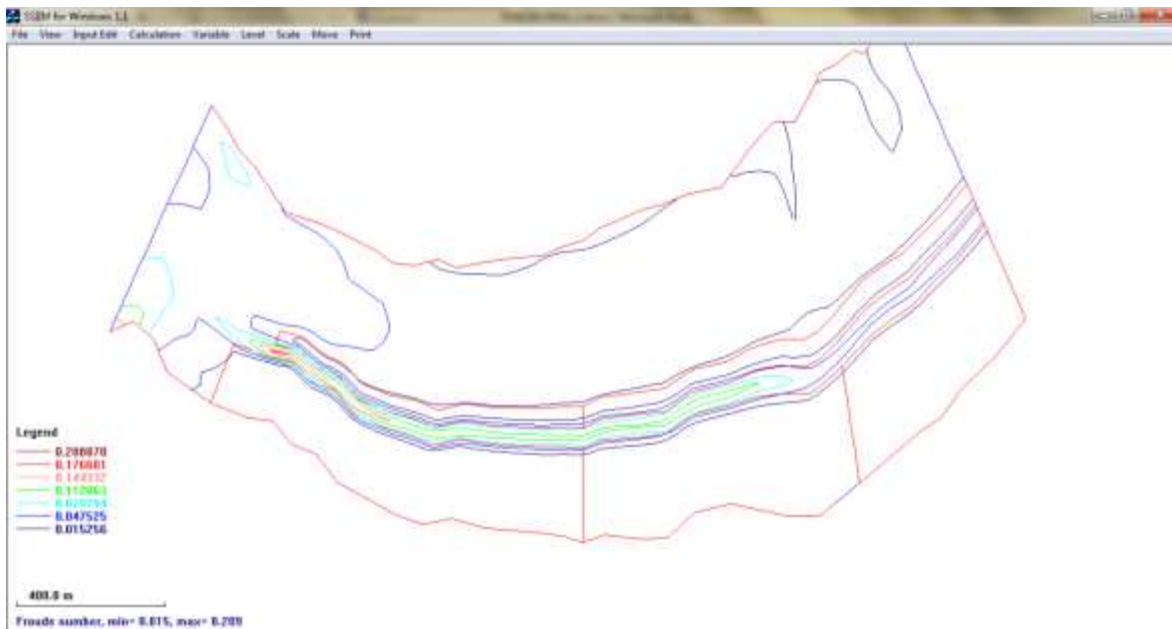 SSIIM for Windows 1.1
File View Input Edit Calculation Variable Level Scale Move Print
Legend
0.208870
0.176601
0.144332
0.112063
0.079794
0.047525
0.015256
400.0 m
Froude number, min= 0.015, max= 0.209